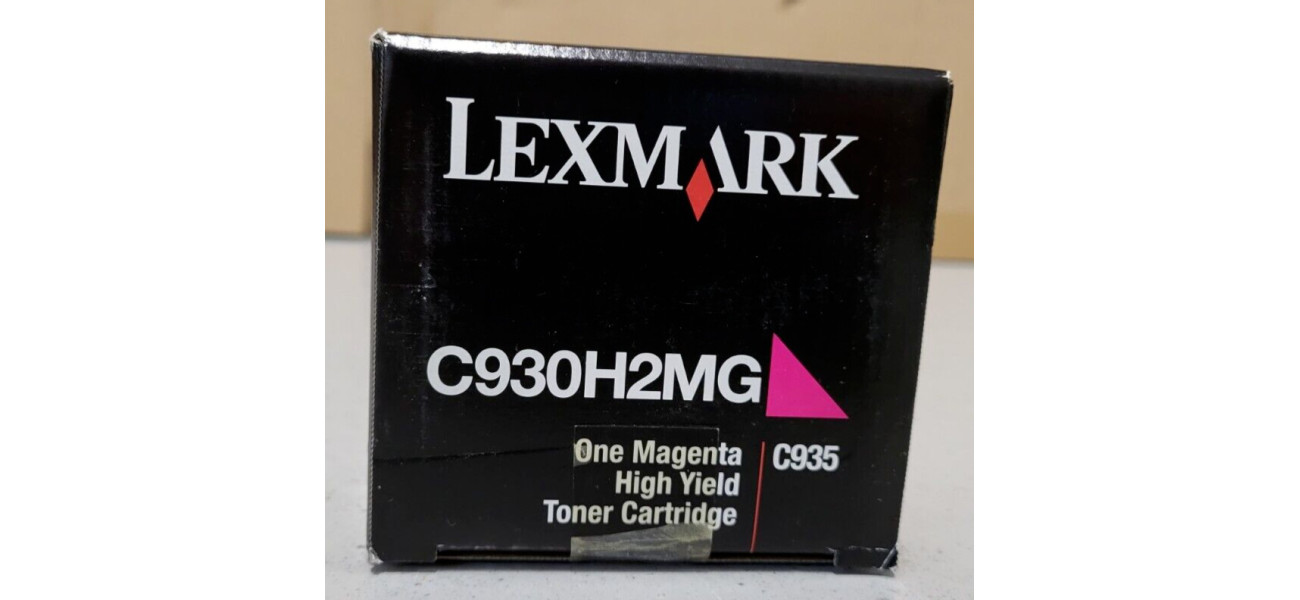 LEXMARK
C930H2MG
One Magenta
High Yield
Toner Cartridge
C935